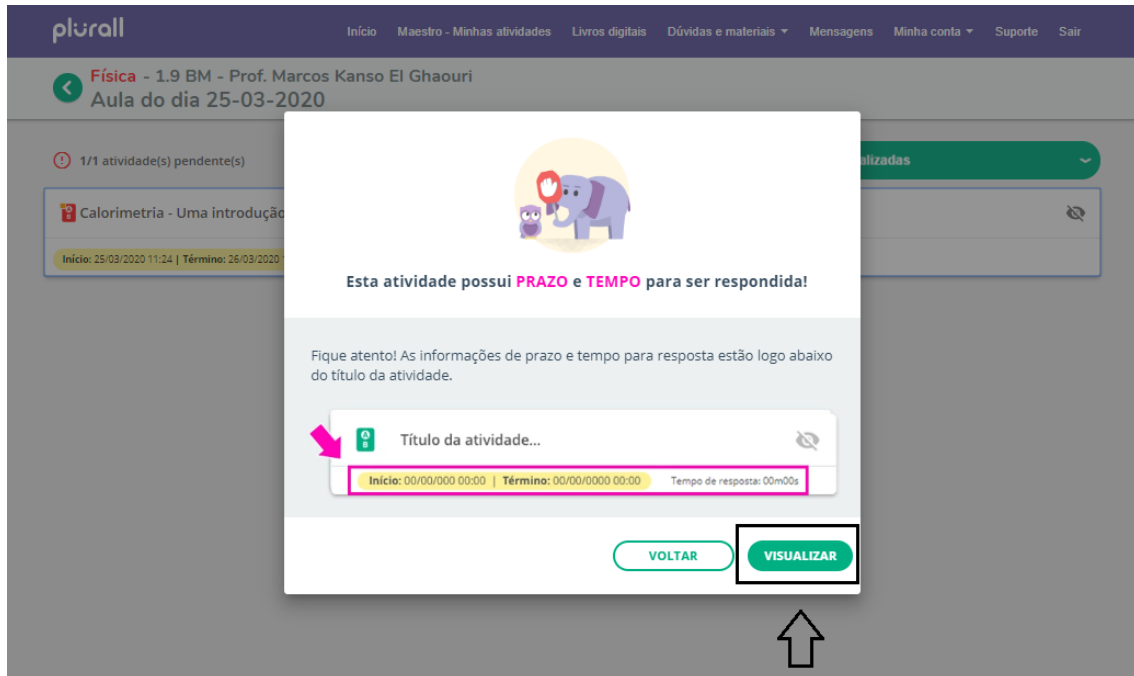 plurall
Início Maestro - Minhas atividades Livros digitais Dúvidas e materiais Mensagens Minha conta Suporte Sair
Física - 1.9 BM - Prof. Marcos Kanso El Ghaouri
Aula do dia 25-03-2020
1/1 atividade(s) pendente(s)
Calorimetria - Uma introdução
Início: 25/03/2020 11:24 | Término: 26/03/2020
Esta atividade possui PRAZO e TEMPO para ser respondida!
Fique atento! As informações de prazo e tempo para resposta estão logo abaixo
do título da atividade.
A
B
Título da atividade...
Início: 00/00/000 00:00 | Término: 00/00/0000 00:00 Tempo de resposta: 00m00s
VOLTAR
VISUALIZAR